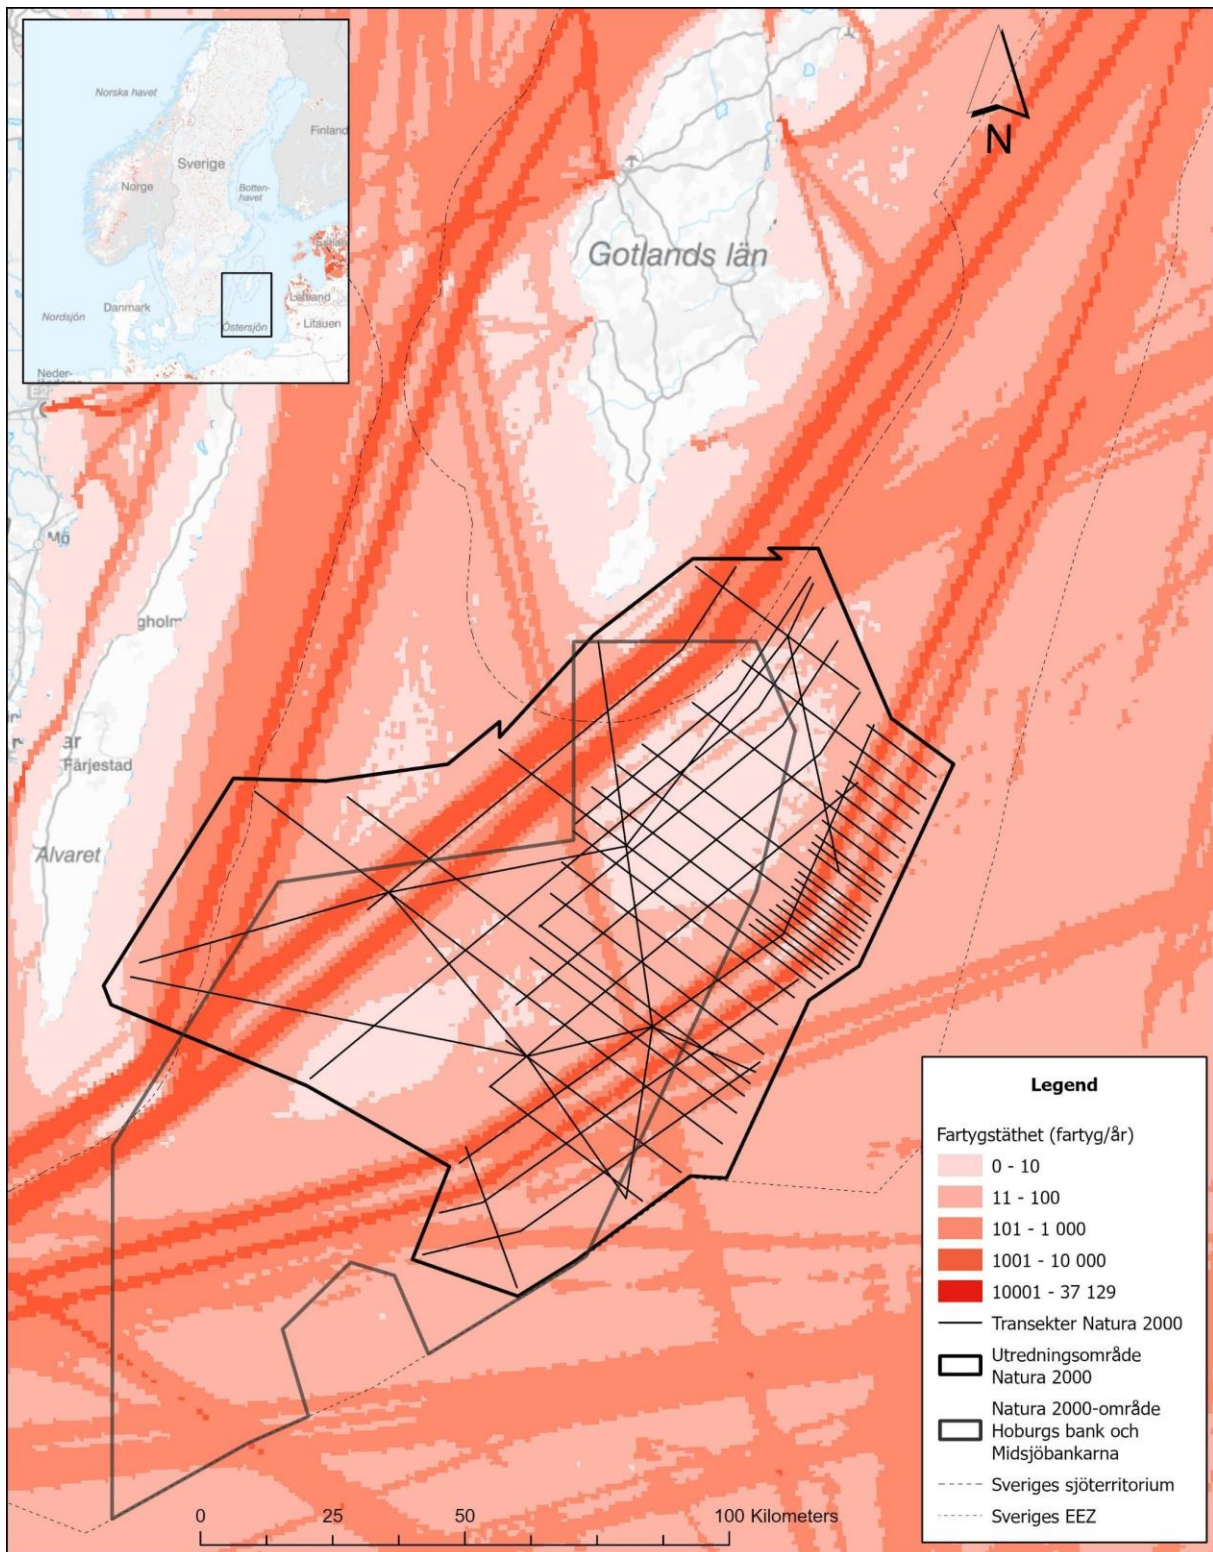 Norska havet
Finland
Sverige
Norge
Botten-
havet
Danmark
Lettland
Nordsjön
Östersjön
Litauen
Neder-
N
Gotlands län
Mö
gholm
ar
Färjestad
Alvaret
Legend
Fartygstäthet (fartyg/år)
0 - 10
11 - 100
101 - 1 000
1001 - 10 000
10001 - 37 129
Transekter Natura 2000
Utredningsområde
Natura 2000
Natura 2000-område
Hoburgs bank och
Midsjöbankarna
Sveriges sjöterritorium
Sveriges EEZ
0 25 50 100 Kilometers